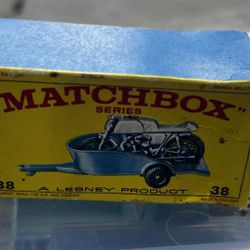 "MATCHBOX"
SERIES
38
38
A LESNEY PRODUCT